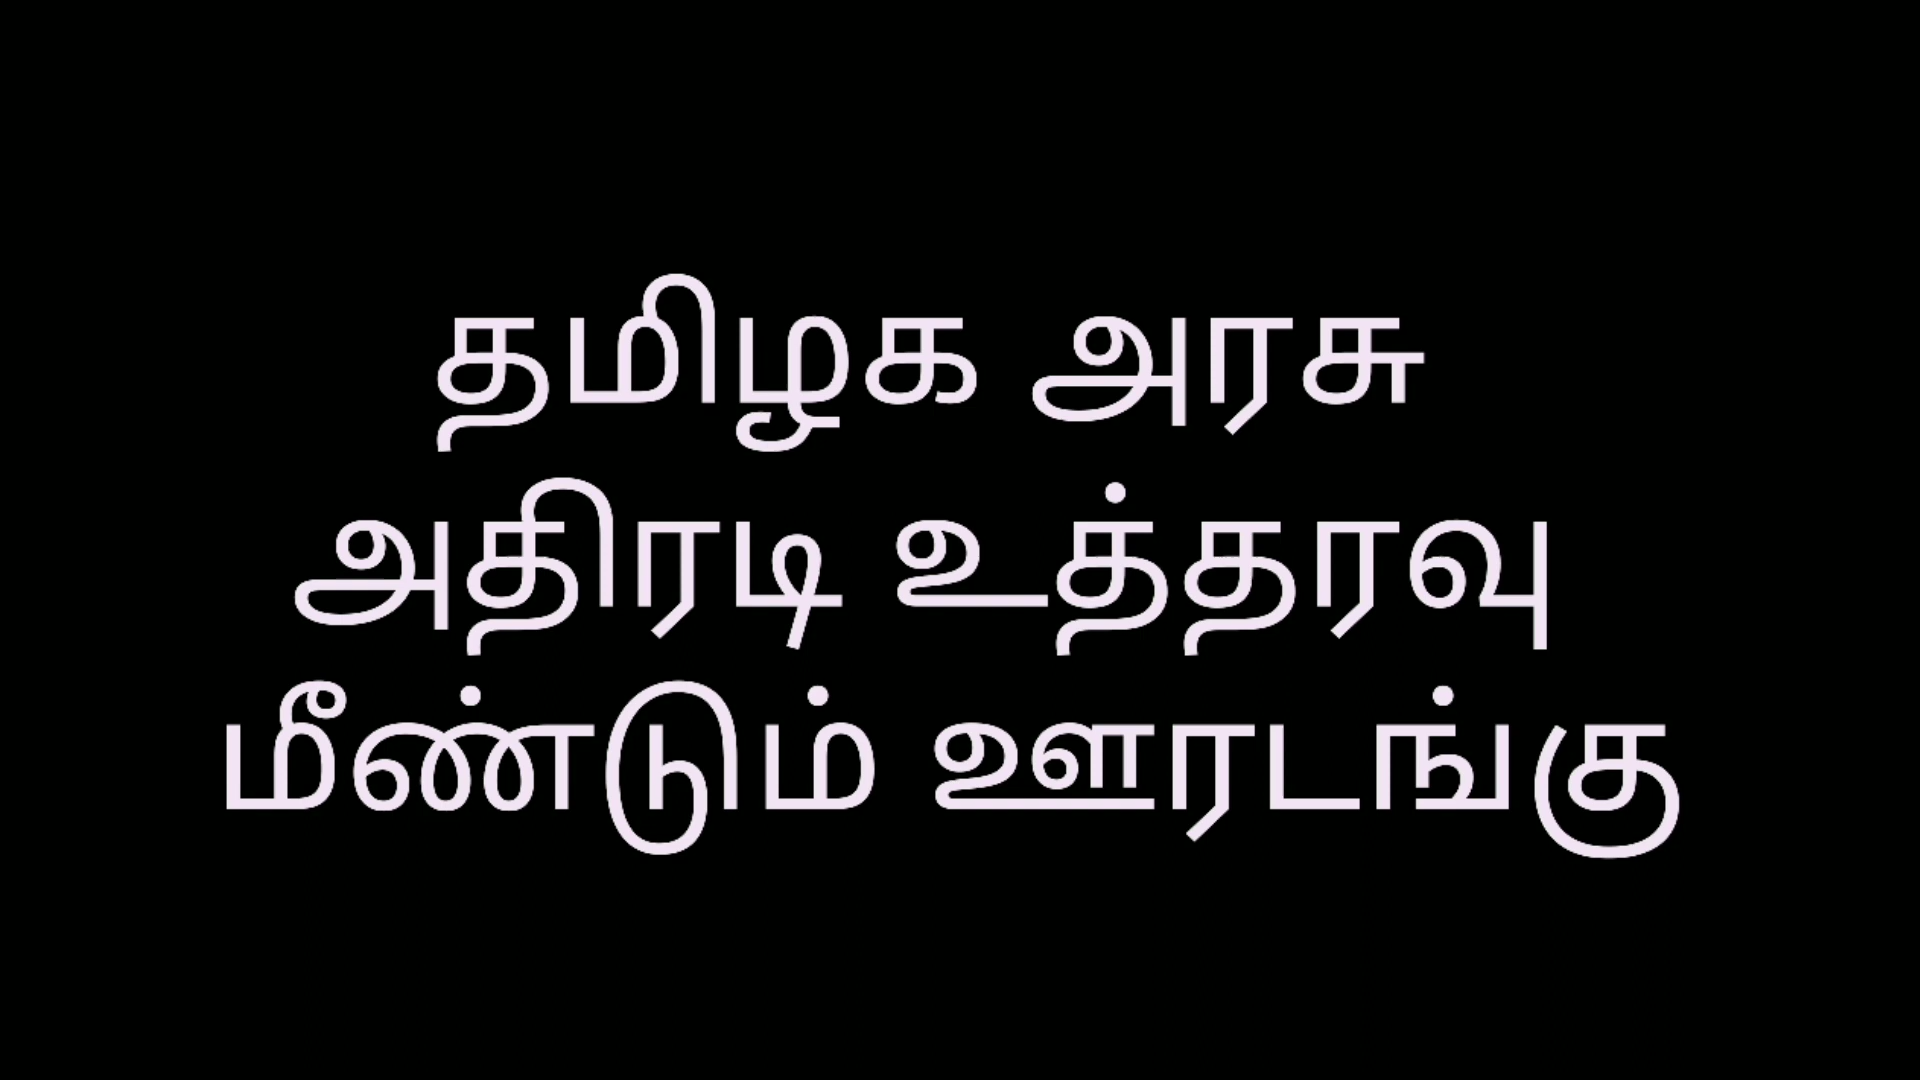 தமிழக அரசு
அதிரடி உத்தரவு
மீண்டும் ஊரடங்கு